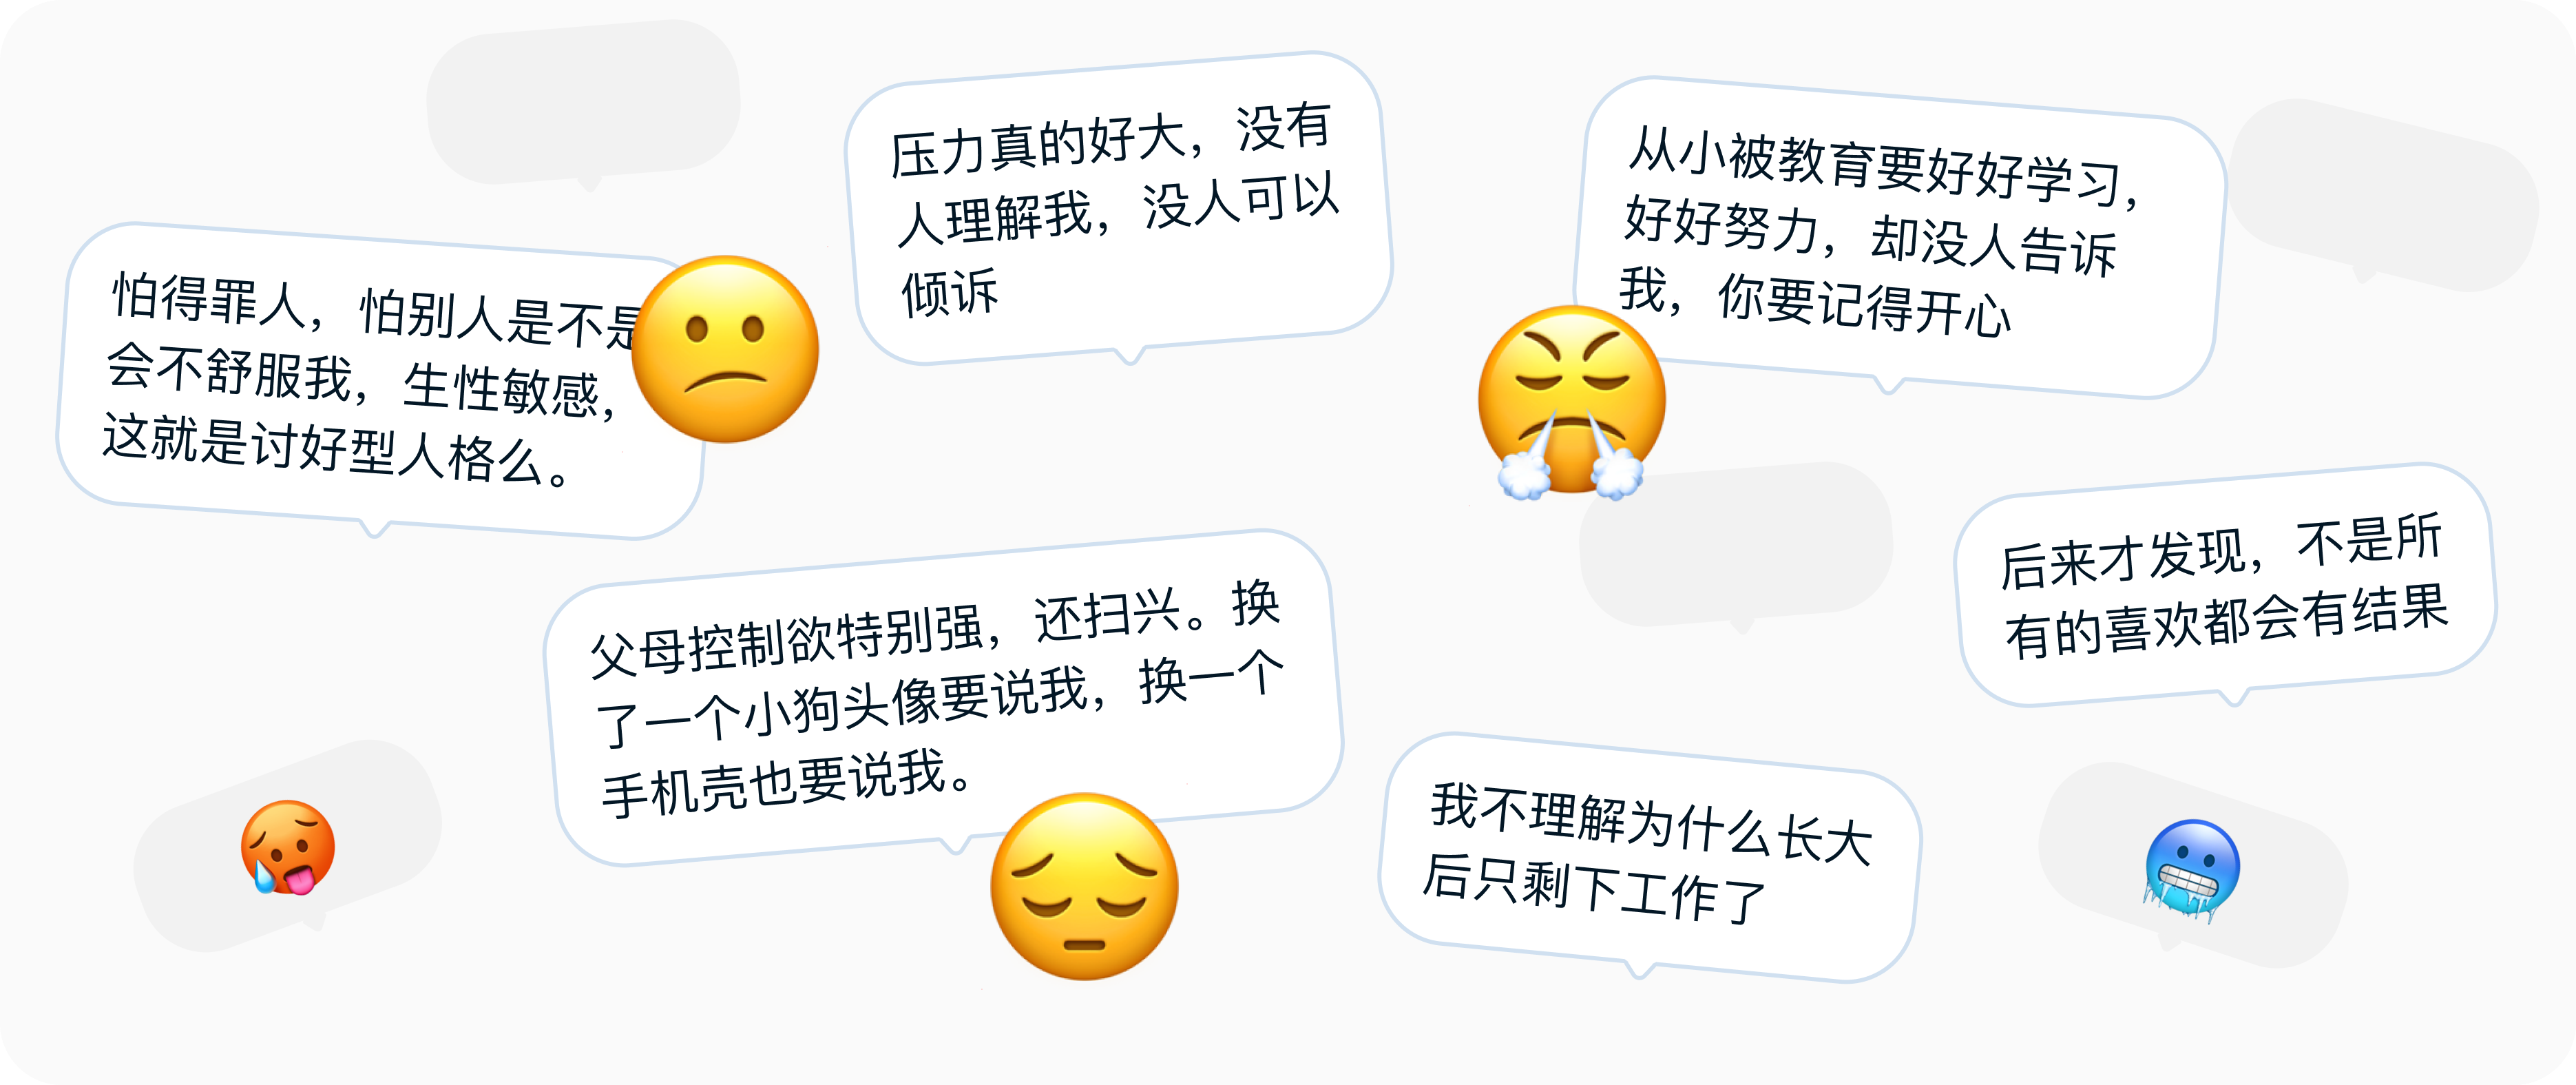 怕得罪人，怕别人是不是
会不舒服我，生性敏感，
这就是讨好型人格么。
压力真的好大，没有
人理解我，没人可以
倾诉
从小被教育要好好学习，
好好努力，却没人告诉
我，你要记得开心
父母控制欲特别强，还扫兴。换
了一个小狗头像要说我，换一个
手机壳也要说我。
后来才发现，不是所
有的喜欢都会有结果
我不理解为什么长大
后只剩下工作了